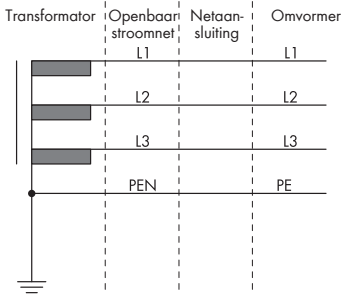 Transformator
Openbaar
stroomnet
Netaan-
sluiting
Omvormer
L1
L1
L2
L2
L3
L3
PEN
PE